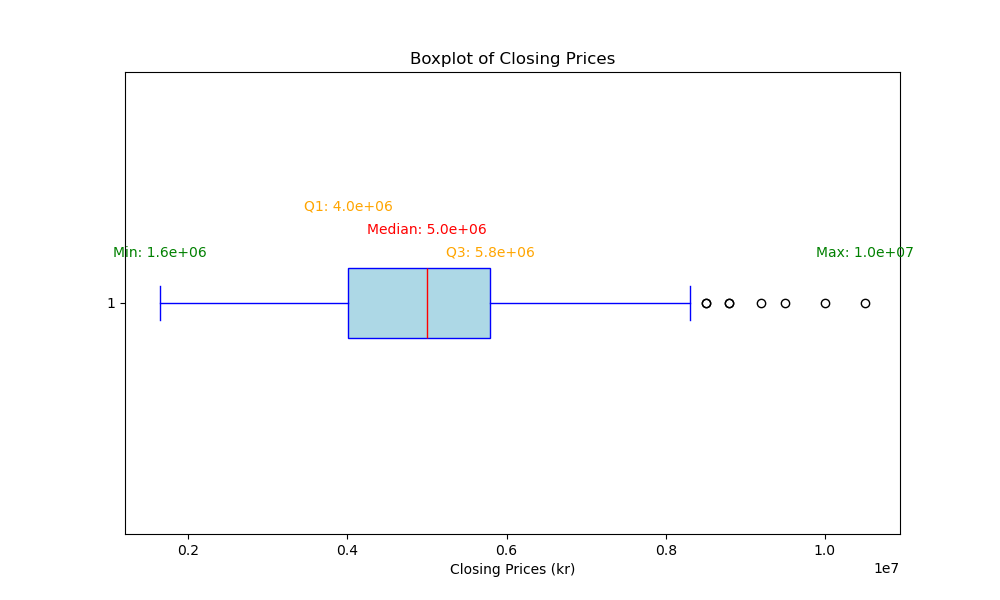 Boxplot of Closing Prices
Q1: 4.0e+06
Median: 5.0e+06
Min: 1.6e+06
Q3: 5.8e+06
Max: 1.0e+07
1
0.2
0.4
0.6
0.8
1.0
1e7
Closing Prices (kr)